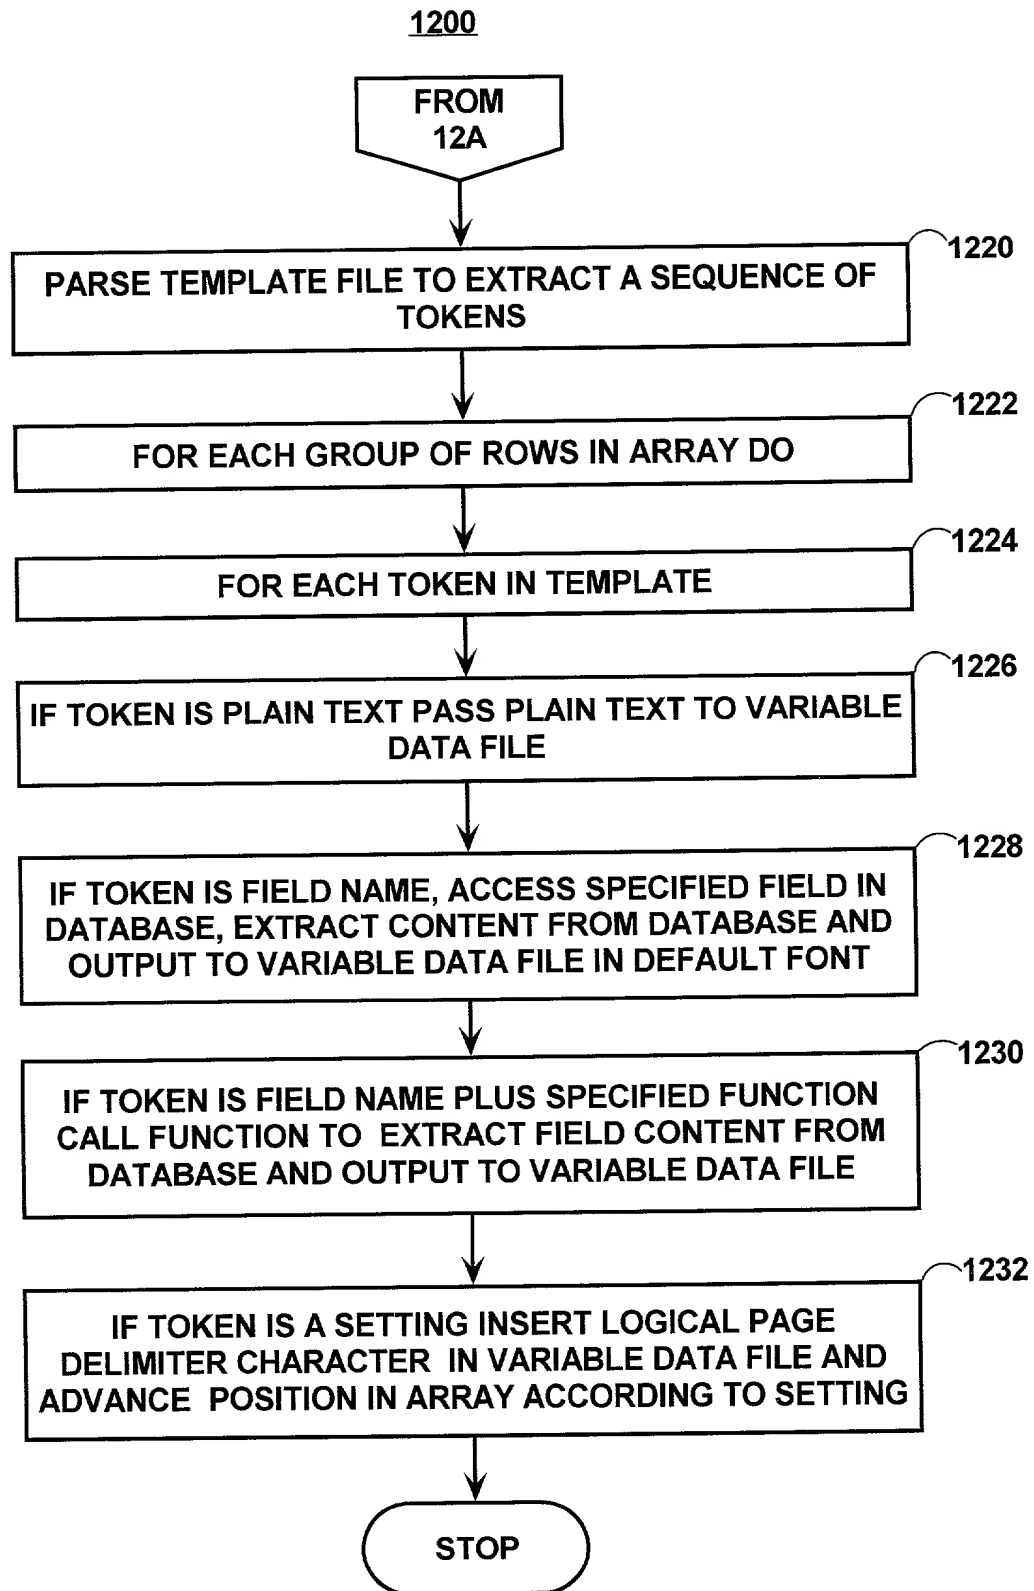 1200
FROM
12A
1220
PARSE TEMPLATE FILE TO EXTRACT A SEQUENCE OF
TOKENS
1222
FOR EACH GROUP OF ROWS IN ARRAY DO
1224
FOR EACH TOKEN IN TEMPLATE
1226
IF TOKEN IS PLAIN TEXT PASS PLAIN TEXT TO VARIABLE
DATA FILE
1228
IF TOKEN IS FIELD NAME, ACCESS SPECIFIED FIELD IN
DATABASE, EXTRACT CONTENT FROM DATABASE AND
OUTPUT TO VARIABLE DATA FILE IN DEFAULT FONT
1230
IF TOKEN IS FIELD NAME PLUS SPECIFIED FUNCTION
CALL FUNCTION TO EXTRACT FIELD CONTENT FROM
DATABASE AND OUTPUT TO VARIABLE DATA FILE
1232
IF TOKEN IS A SETTING INSERT LOGICAL PAGE
DELIMITER CHARACTER IN VARIABLE DATA FILE AND
ADVANCE POSITION IN ARRAY ACCORDING TO SETTING
STOP